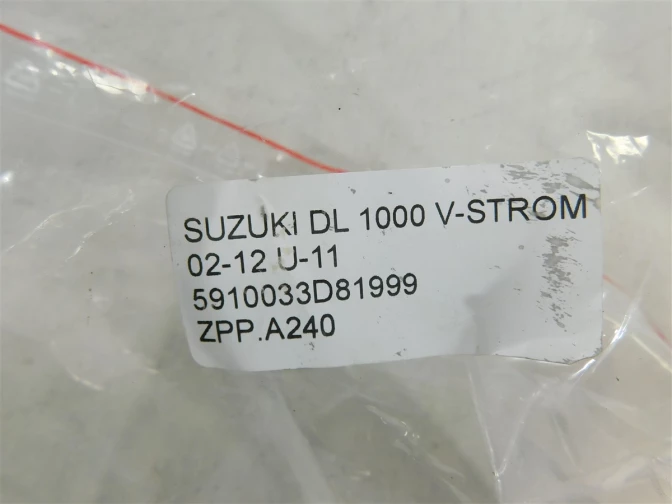 SUZUKI DL 1000 V-STROM
02-12 U-11
5910033D81999
ZPP.A240